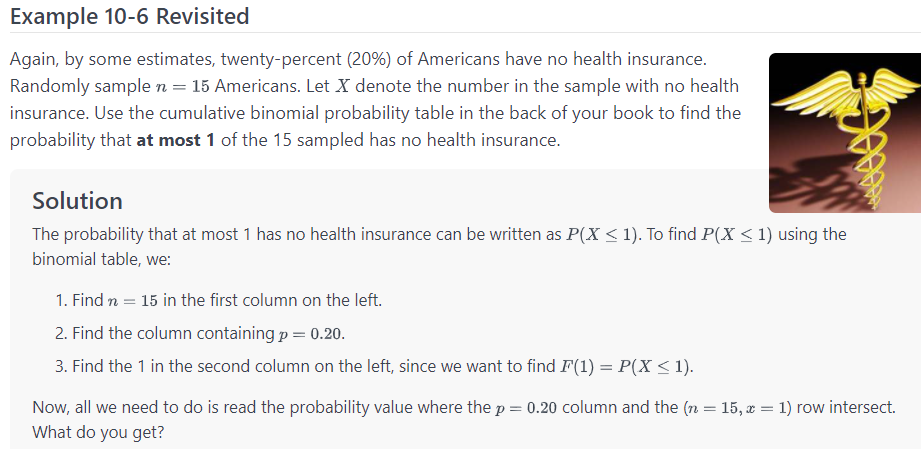 Example 10-6 Revisited
Again, by some estimates, twenty-percent (20%) of Americans have no health insurance.
Randomly sample n = 15 Americans. Let X denote the number in the sample with no health
insurance. Use the cumulative binomial probability table in the back of your book to find the
probability that at most 1 of the 15 sampled has no health insurance.
Solution
The probability that at most 1 has no health insurance can be written as P(X ≤ 1). To find P(X ≤ 1) using the
binomial table, we:
1. Find n = 15 in the first column on the left.
2. Find the column containing p = 0.20.
3. Find the 1 in the second column on the left, since we want to find F(1) = P(X ≤ 1).
Now, all we need to do is read the probability value where the p = 0.20 column and the (n = 15, x = 1) row intersect.
What do you get?